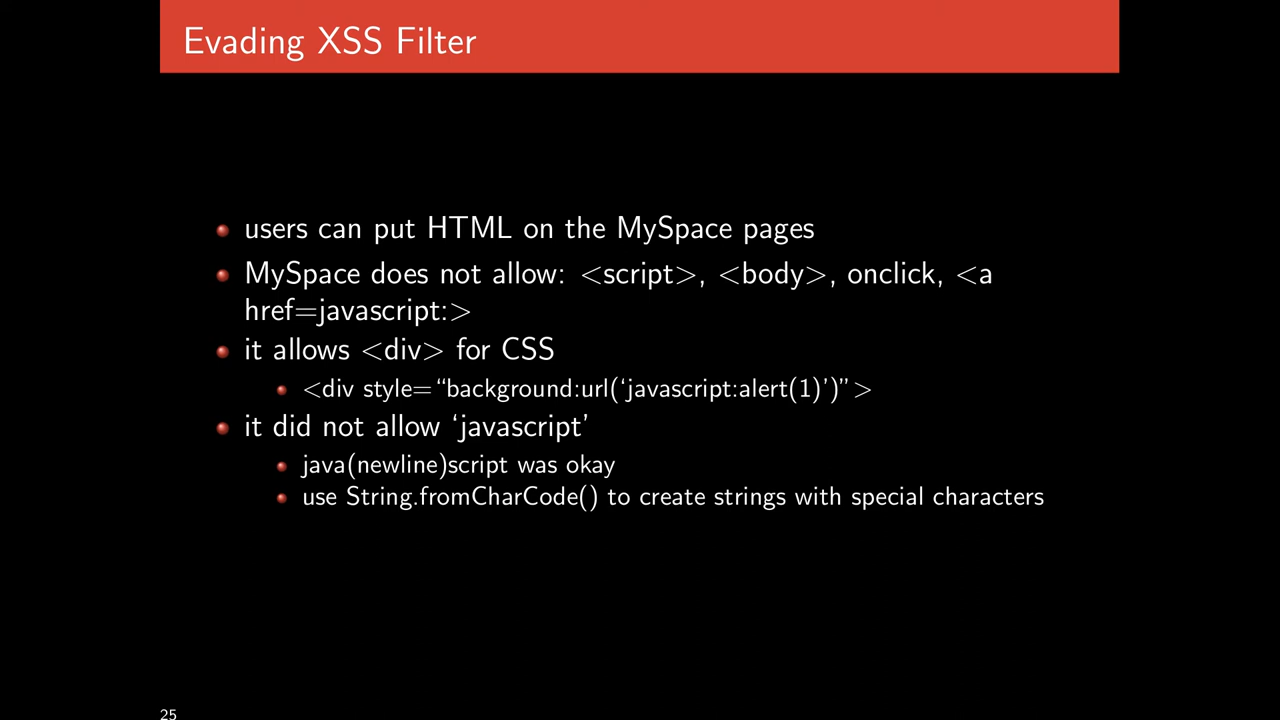 Evading XSS Filter
users can put HTML on the MySpace pages
MySpace does not allow: <script>, <body>, onclick, <a
href=javascript:>
it allows <div> for CSS
<div style=“background:url(‘javascript:alert(1)’)”>
it did not allow ‘javascript’
java(newline)script was okay
use String.fromCharCode() to create strings with special characters
25